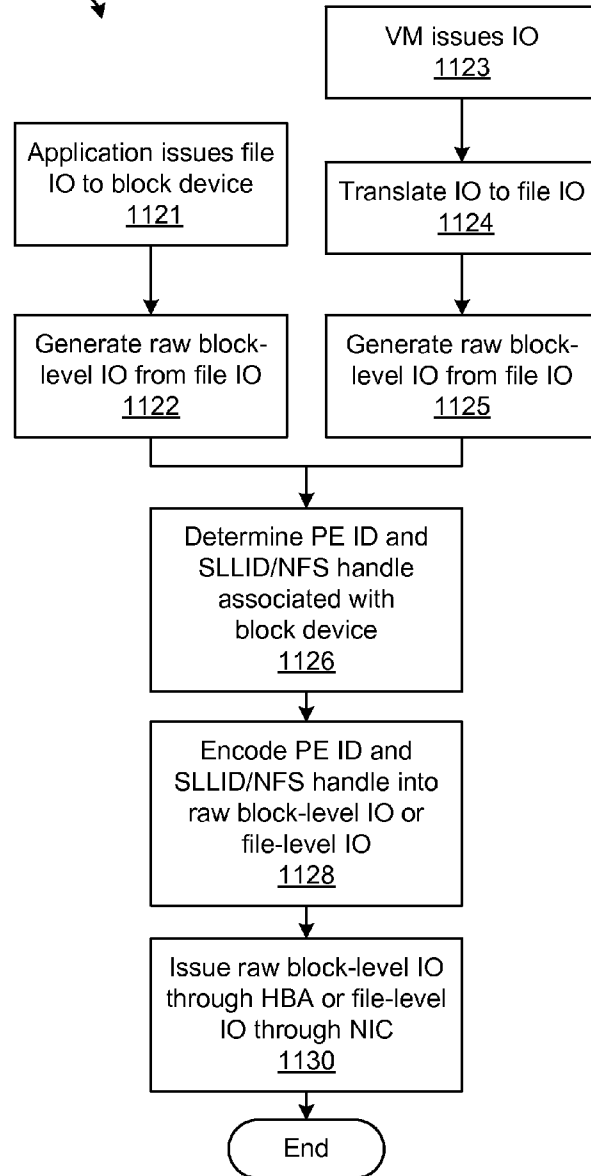 VM issues IO
1123
Application issues file
IO to block device
1121
Translate IO to file IO
1124
Generate raw block-
level IO from file IO
1122
Generate raw block-
level IO from file IO
1125
Determine PE ID and
SLLID/NFS handle
associated with
block device
1126
Encode PE ID and
SLLID/NFS handle into
raw block-level IO or
file-level IO
1128
Issue raw block-level IO
through HBA or file-level
IO through NIC
1130
End